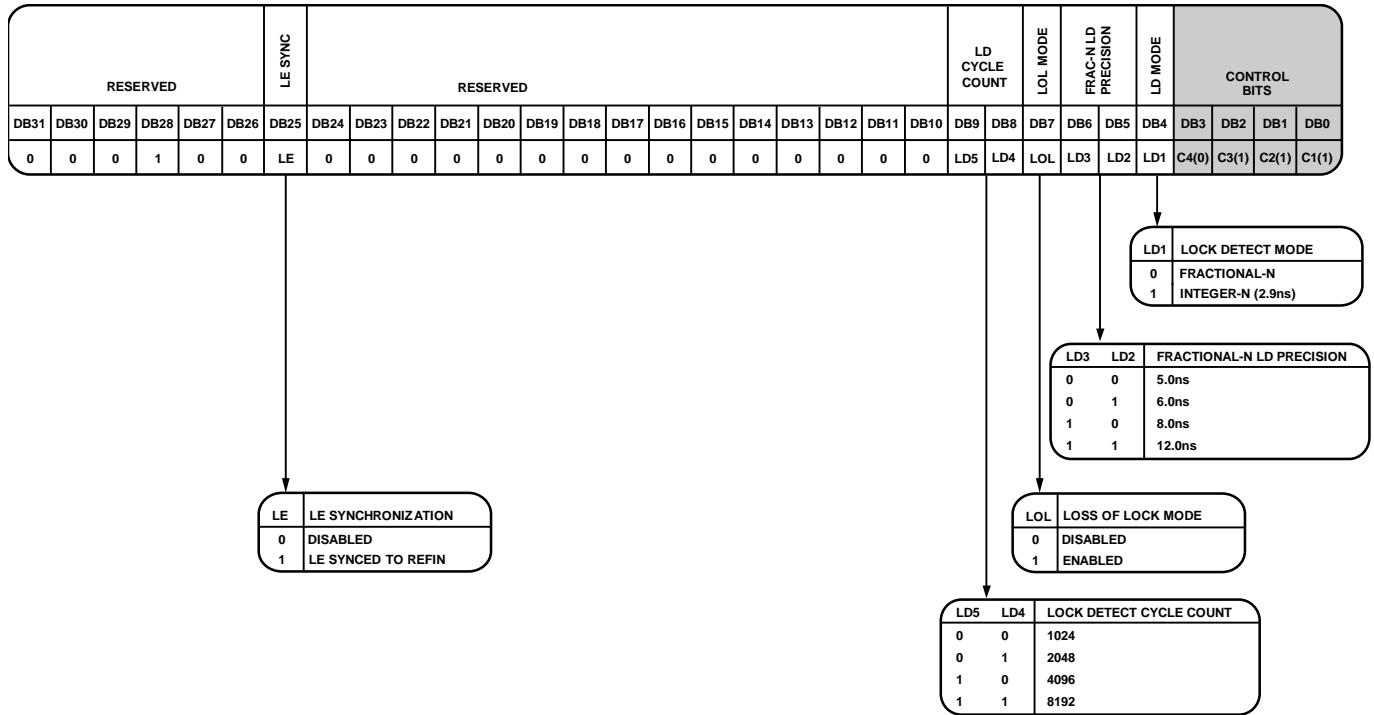 RESERVED LE SYNC RESERVED LD CYCLE COUNT LOL MODE FRAC-N LD PRECISION LD MODE CONTROL BITS
DB31 DB30 DB29 DB28 DB27 DB26 DB25 DB24 DB23 DB22 DB21 DB20 DB19 DB18 DB17 DB16 DB15 DB14 DB13 DB12 DB11 DB10 DB9 DB8 DB7 DB6 DB5 DB4 DB3 DB2 DB1 DB0
0 0 0 1 0 0 LE 0 0 0 0 0 0 0 0 0 0 0 0 0 0 0 LD5 LD4 LOL LD3 LD2 LD1 C4(0) C3(1) C2(1) C1(1)
LD1 LOCK DETECT MODE
0 FRACTIONAL-N
1 INTEGER-N (2.9ns)
LD3 LD2 FRACTIONAL-N LD PRECISION
0 0 5.0ns
0 1 6.0ns
1 0 8.0ns
1 1 12.0ns
LE LE SYNCHRONIZATION
0 DISABLED
1 LE SYNCED TO REFIN
LOL LOSS OF LOCK MODE
0 DISABLED
1 ENABLED
LD5 LD4 LOCK DETECT CYCLE COUNT
0 0 1024
0 1 2048
1 0 4096
1 1 8192